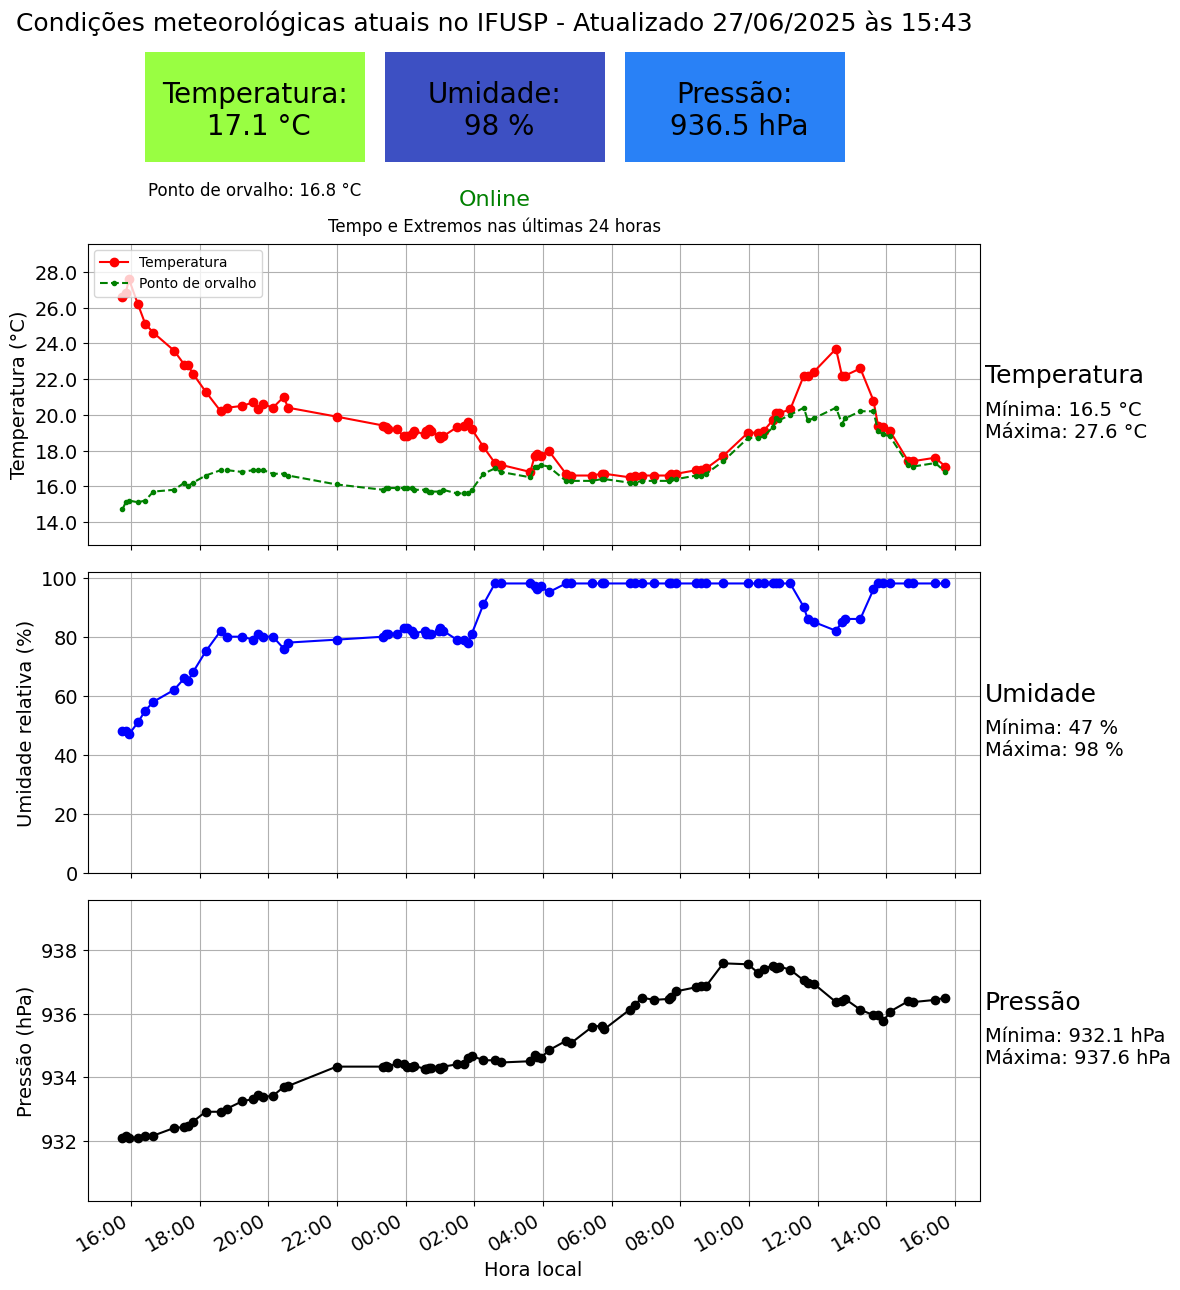 Condições meteorológicas atuais no IFUSP - Atualizado 27/06/2025 às 15:43
Temperatura:
17.1 °C
Umidade:
98 %
Pressão:
936.5 hPa
Ponto de orvalho: 16.8 °C
Online
Tempo e Extremos nas últimas 24 horas
Temperatura
Ponto de orvalho
Temperatura (°C)
28.0
26.0
24.0
22.0
20.0
18.0
16.0
14.0
Temperatura
Mínima: 16.5 °C
Máxima: 27.6 °C
Umidade relativa (%)
100
80
60
40
20
0
Umidade
Mínima: 47 %
Máxima: 98 %
Pressão (hPa)
938
936
934
932
Pressão
Mínima: 932.1 hPa
Máxima: 937.6 hPa
16:00 18:00 20:00 22:00 00:00 02:00 04:00 06:00 08:00 10:00 12:00 14:00 16:00
Hora local